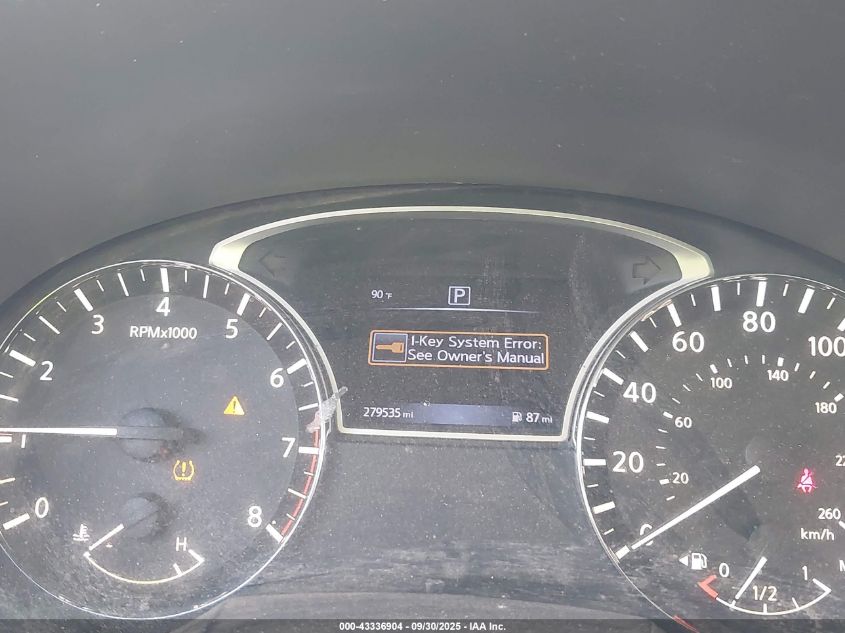 90 °F
P
I-Key System Error:
See Owner's Manual
279535 mi
87 mi
RPMx1000
0
1
2
3
4
5
6
7
8
H
0
20
40
60
80
100
20
60
100
140
180
260
km/h
0
1/2
1
000-43336904 - 09/30/2025 - IAA Inc.